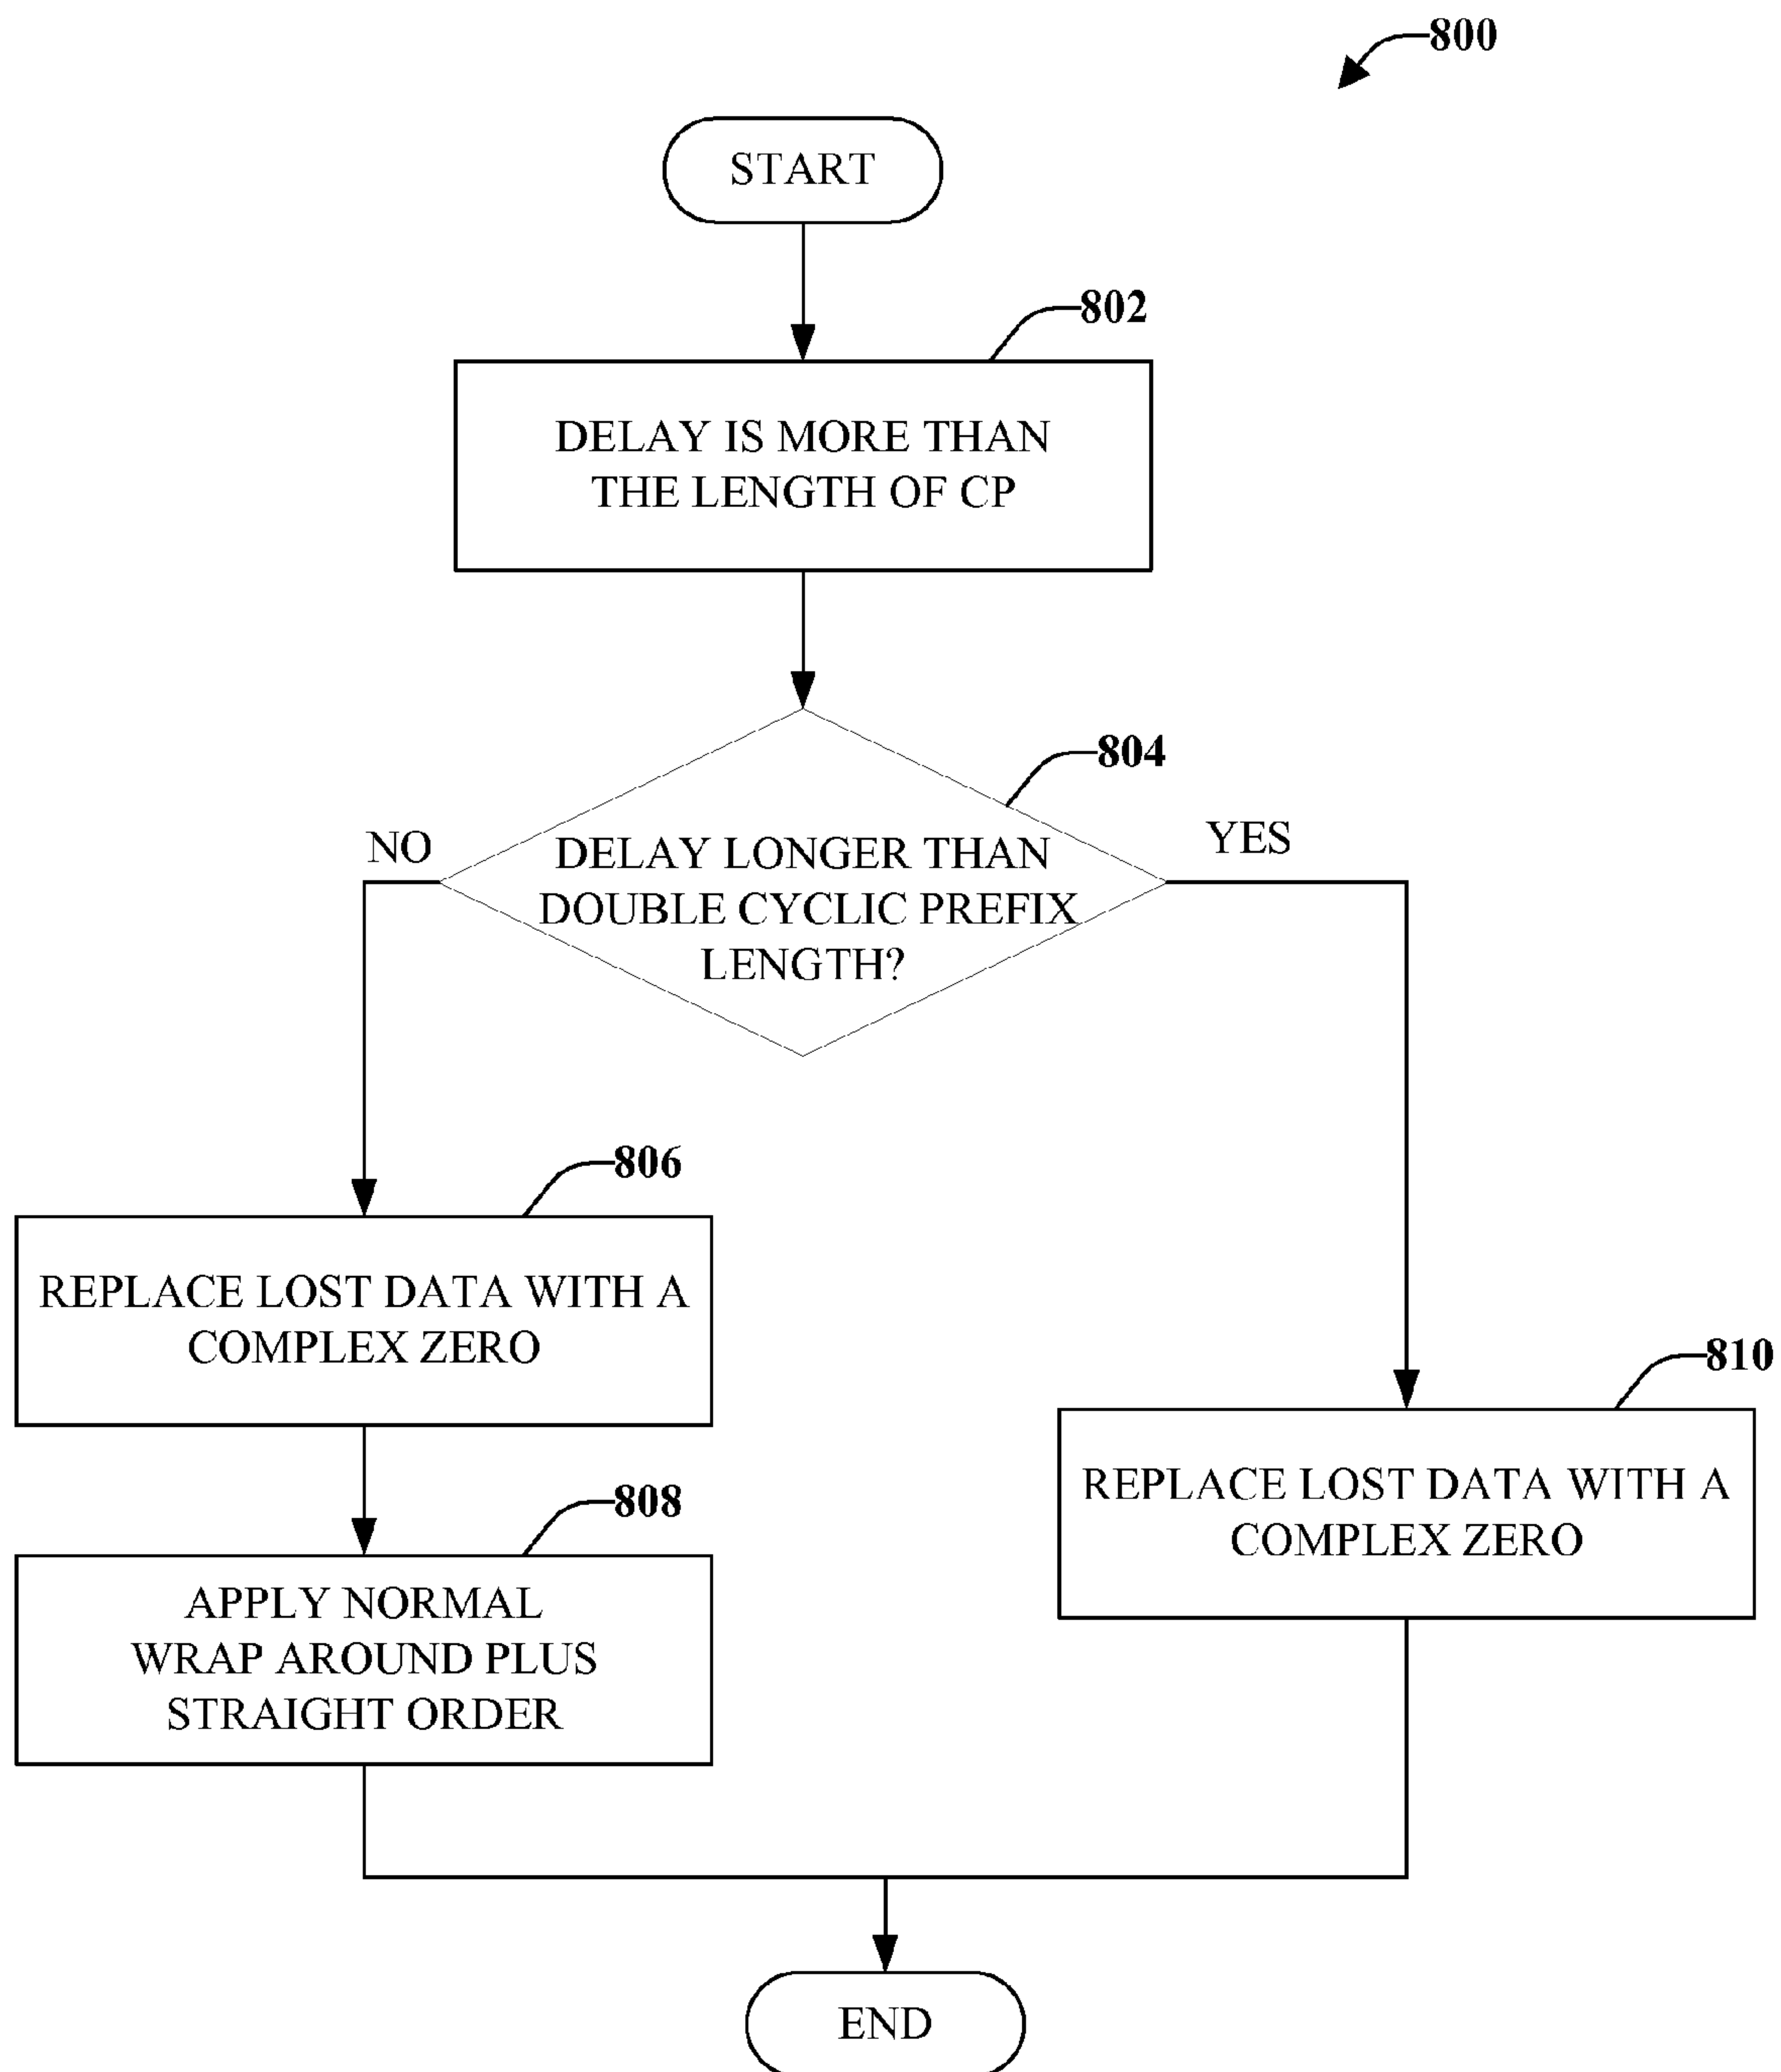 800
START
802
DELAY IS MORE THAN
THE LENGTH OF CP
804
NO
YES
DELAY LONGER THAN
DOUBLE CYCLIC PREFIX
LENGTH?
806
REPLACE LOST DATA WITH A
COMPLEX ZERO
810
REPLACE LOST DATA WITH A
COMPLEX ZERO
808
APPLY NORMAL
WRAP AROUND PLUS
STRAIGHT ORDER
END